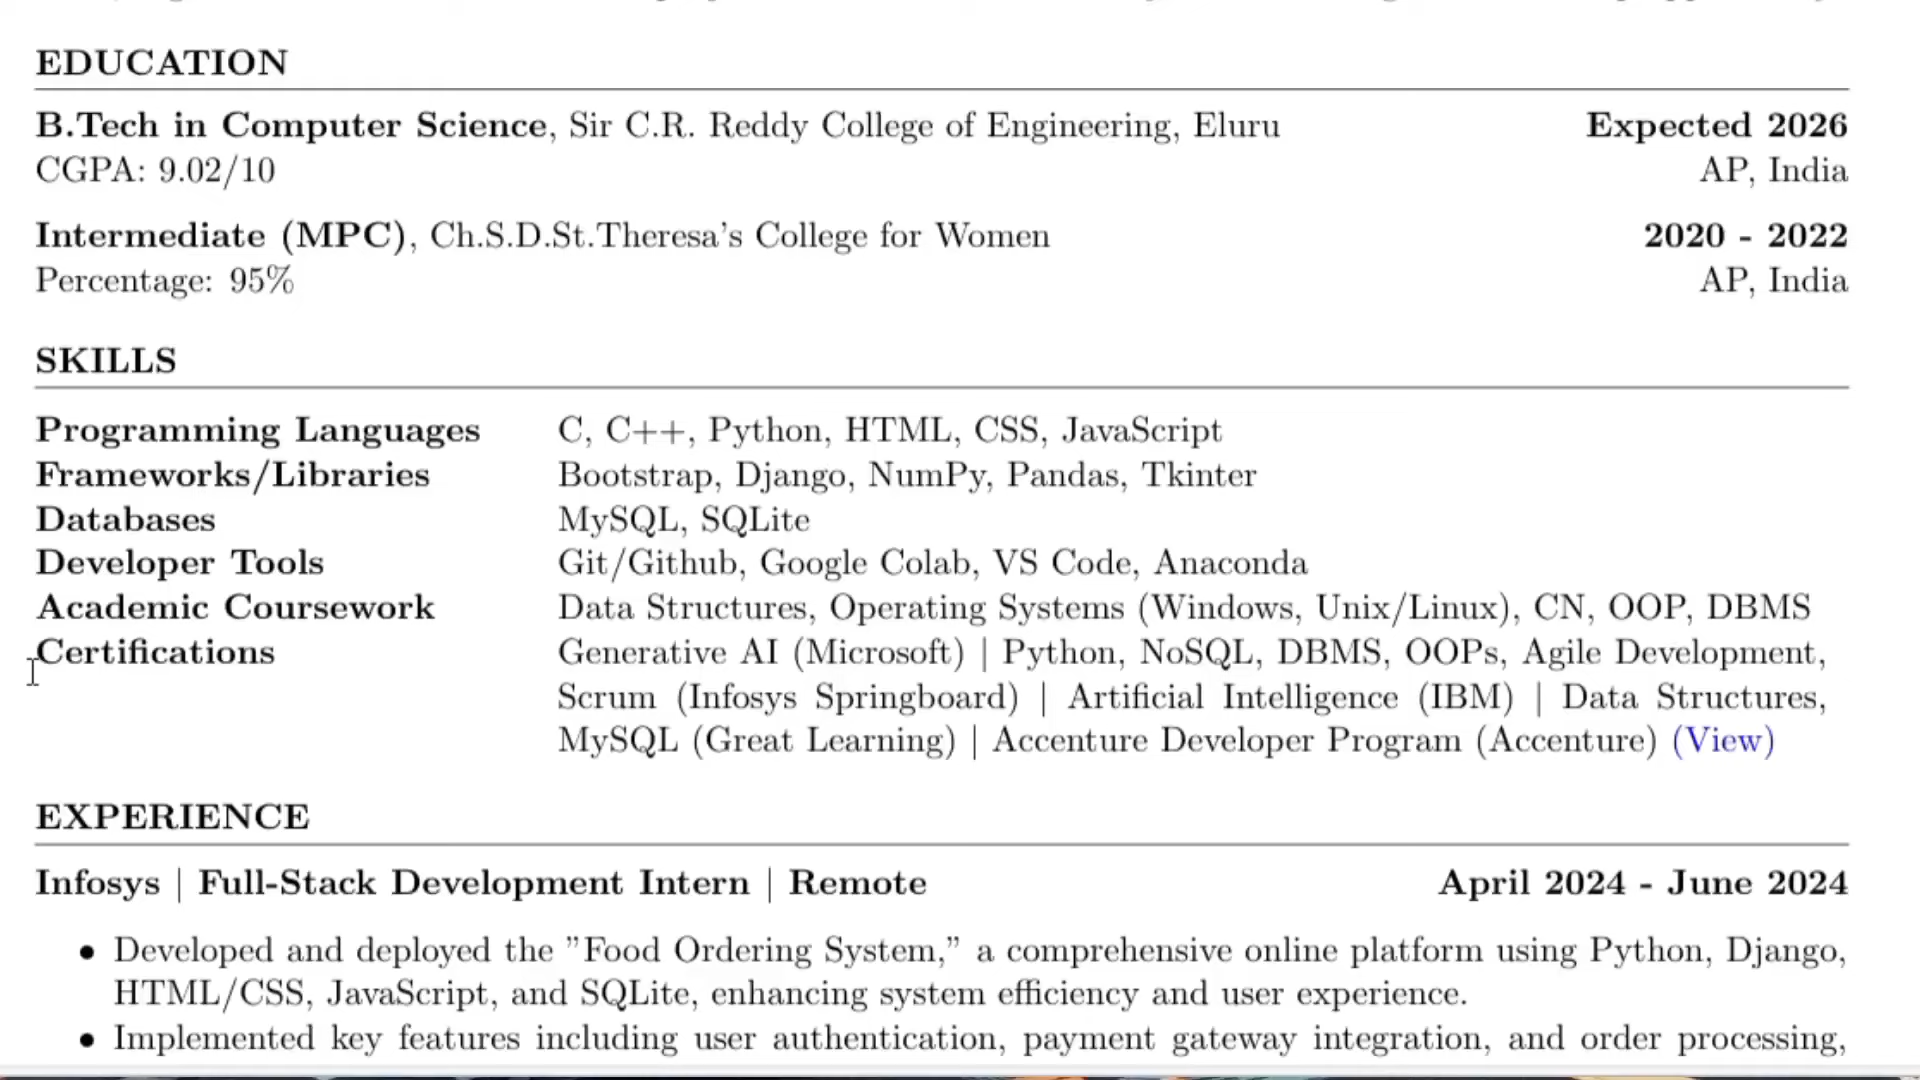 EDUCATION
B.Tech in Computer Science, Sir C.R. Reddy College of Engineering, Eluru Expected 2026
CGPA: 9.02/10 AP, India
Intermediate (MPC), Ch.S.D.St.Theresa's College for Women 2020 - 2022
Percentage: 95% AP, India
SKILLS
Programming Languages C, C++, Python, HTML, CSS, JavaScript
Frameworks/Libraries Bootstrap, Django, NumPy, Pandas, Tkinter
Databases MySQL, SQLite
Developer Tools Git/Github, Google Colab, VS Code, Anaconda
Academic Coursework Data Structures, Operating Systems (Windows, Unix/Linux), CN, OOP, DBMS
Certifications Generative AI (Microsoft) | Python, NoSQL, DBMS, OOPs, Agile Development,
Scrum (Infosys Springboard) | Artificial Intelligence (IBM) | Data Structures,
MySQL (Great Learning) | Accenture Developer Program (Accenture) (View)
EXPERIENCE
Infosys | Full-Stack Development Intern | Remote April 2024 - June 2024
• Developed and deployed the ”Food Ordering System,” a comprehensive online platform using Python, Django,
HTML/CSS, JavaScript, and SQLite, enhancing system efficiency and user experience.
• Implemented key features including user authentication, payment gateway integration, and order processing,